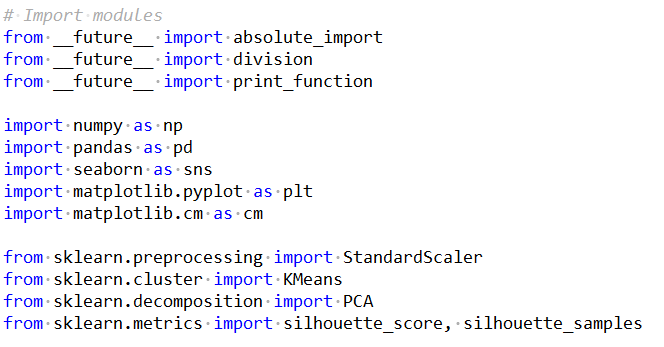 # Import modules
from __future__ import absolute_import
from __future__ import division
from __future__ import print_function
import numpy as np
import pandas as pd
import seaborn as sns
import matplotlib.pyplot as plt
import matplotlib.cm as cm
from sklearn.preprocessing import StandardScaler
from sklearn.cluster import KMeans
from sklearn.decomposition import PCA
from sklearn.metrics import silhouette_score, silhouette_samples